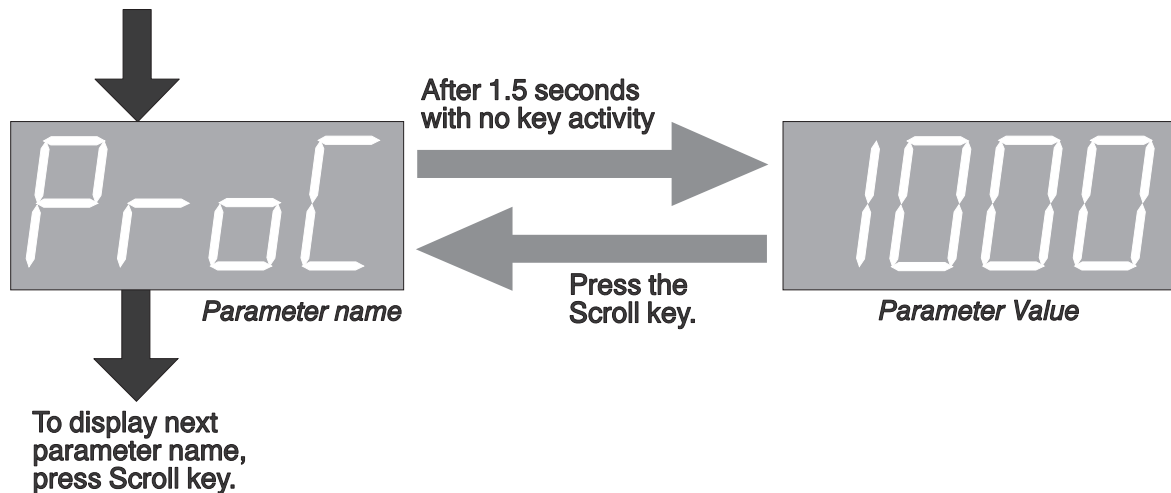 After 1.5 seconds
with no key activity
ProC
1000
Press the
Scroll key.
Parameter name
Parameter Value
To display next
parameter name,
press Scroll key.